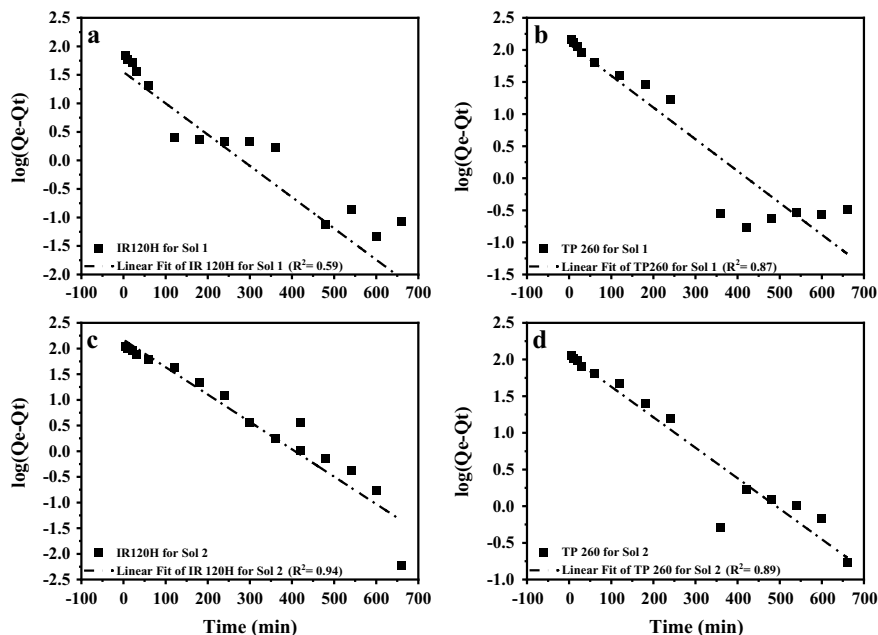 a
log(Qe-Qt)
2.5
2.0
1.5
1.0
0.5
0.0
-0.5
-1.0
-1.5
-2.0
IR120H for Sol 1
Linear Fit of IR 120H for Sol 1 (R²= 0.59)
-100 0 100 200 300 400 500 600 700
b
log(Qe-Qt)
2.5
2.0
1.5
1.0
0.5
0.0
-0.5
-1.0
-1.5
TP 260 for Sol 1
Linear Fit of TP260 for Sol 1 (R²= 0.87)
-100 0 100 200 300 400 500 600 700
c
log(Qe-Qt)
2.5
2.0
1.5
1.0
0.5
0.0
-0.5
-1.0
-1.5
-2.0
-2.5
IR120H for Sol 2
Linear Fit of IR 120H for Sol 2 (R²= 0.94)
-100 0 100 200 300 400 500 600 700
Time (min)
d
log(Qe-Qt)
2.5
2.0
1.5
1.0
0.5
0.0
-0.5
-1.0
TP 260 for Sol 2
Linear Fit of TP 260 for Sol 2 (R²= 0.89)
-100 0 100 200 300 400 500 600 700
Time (min)